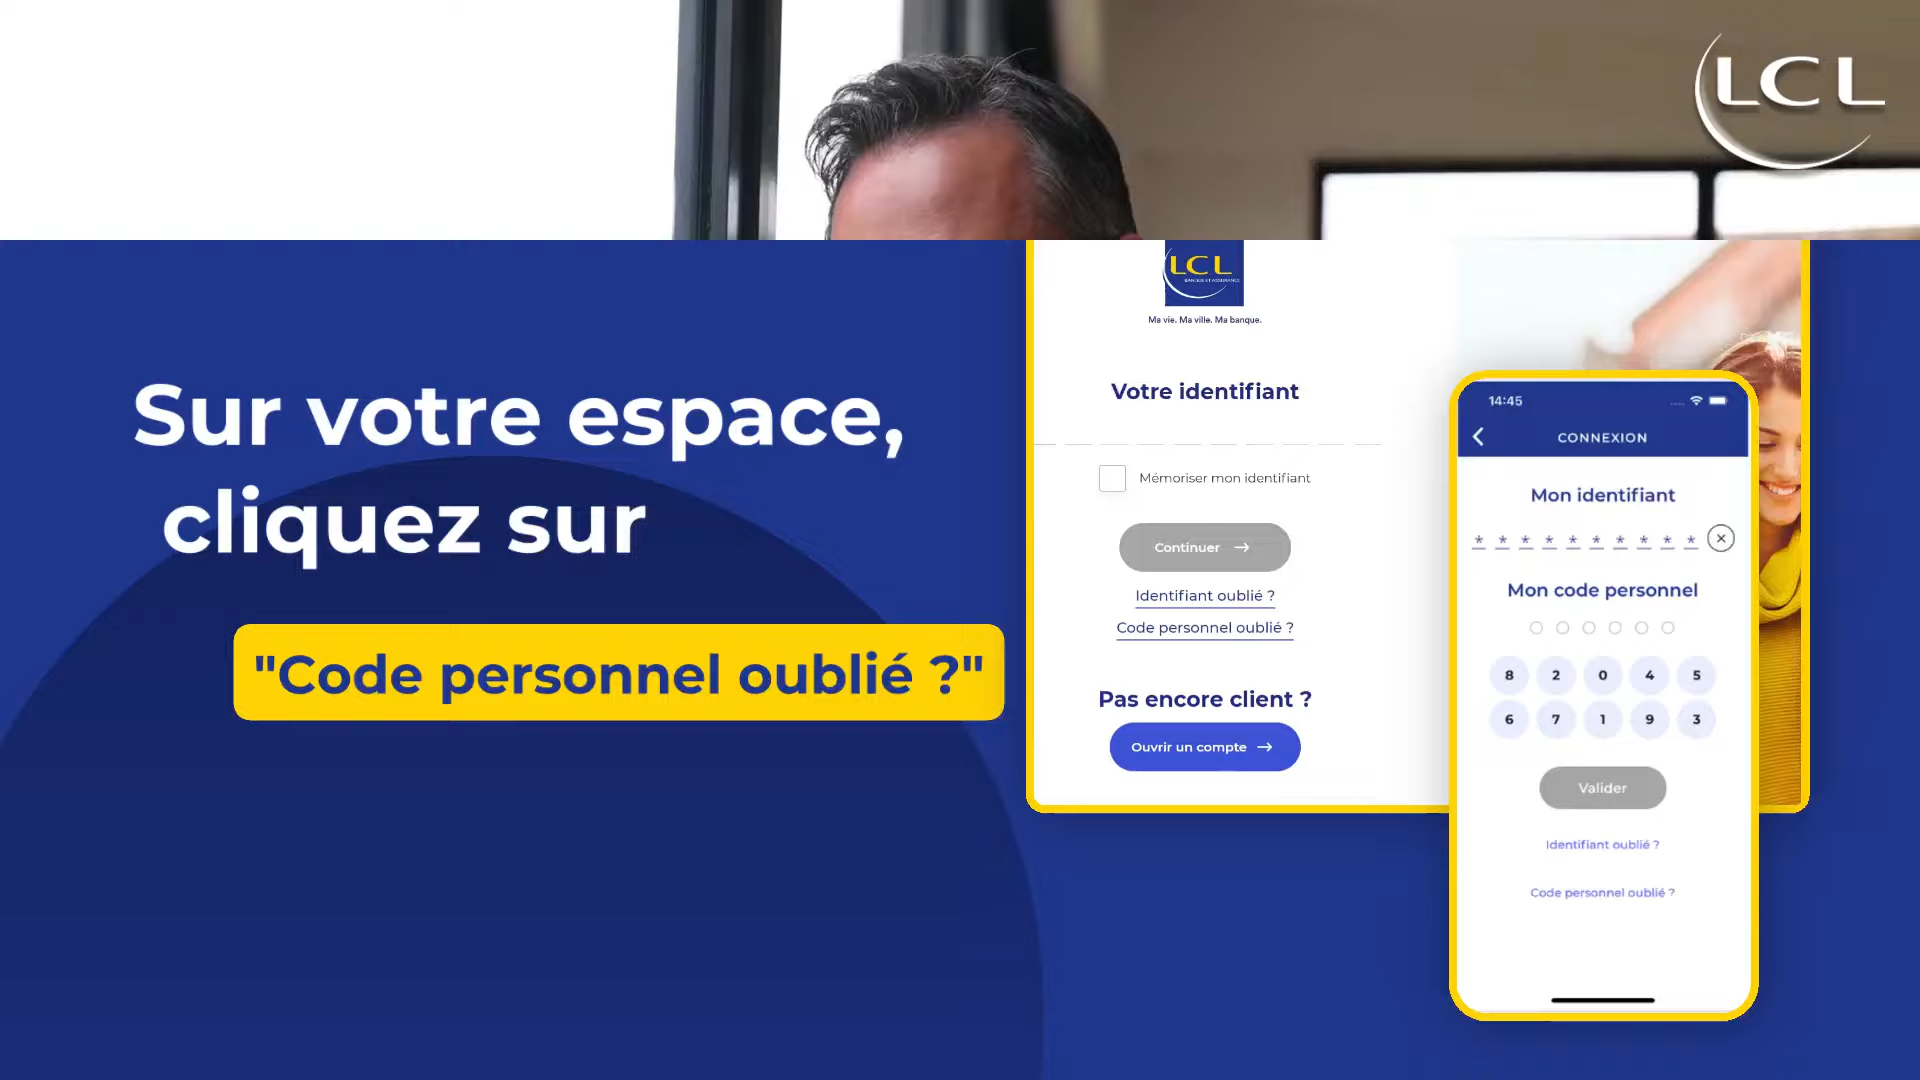 LCL
Sur votre espace,
cliquez sur
"Code personnel oublié ?"
LCL
BANQUE ET ASSURANCE
Ma vie. Ma ville. Ma banque.
Votre identifiant
Mémoriser mon identifiant
Continuer →
Identifiant oublié ?
Code personnel oublié ?
Pas encore client ?
Ouvrir un compte →
14:45
CONNEXION
Mon identifiant
* * * * * * * * * *
Mon code personnel
8 2 0 4 5
6 7 1 9 3
Valider
Identifiant oublié ?
Code personnel oublié ?